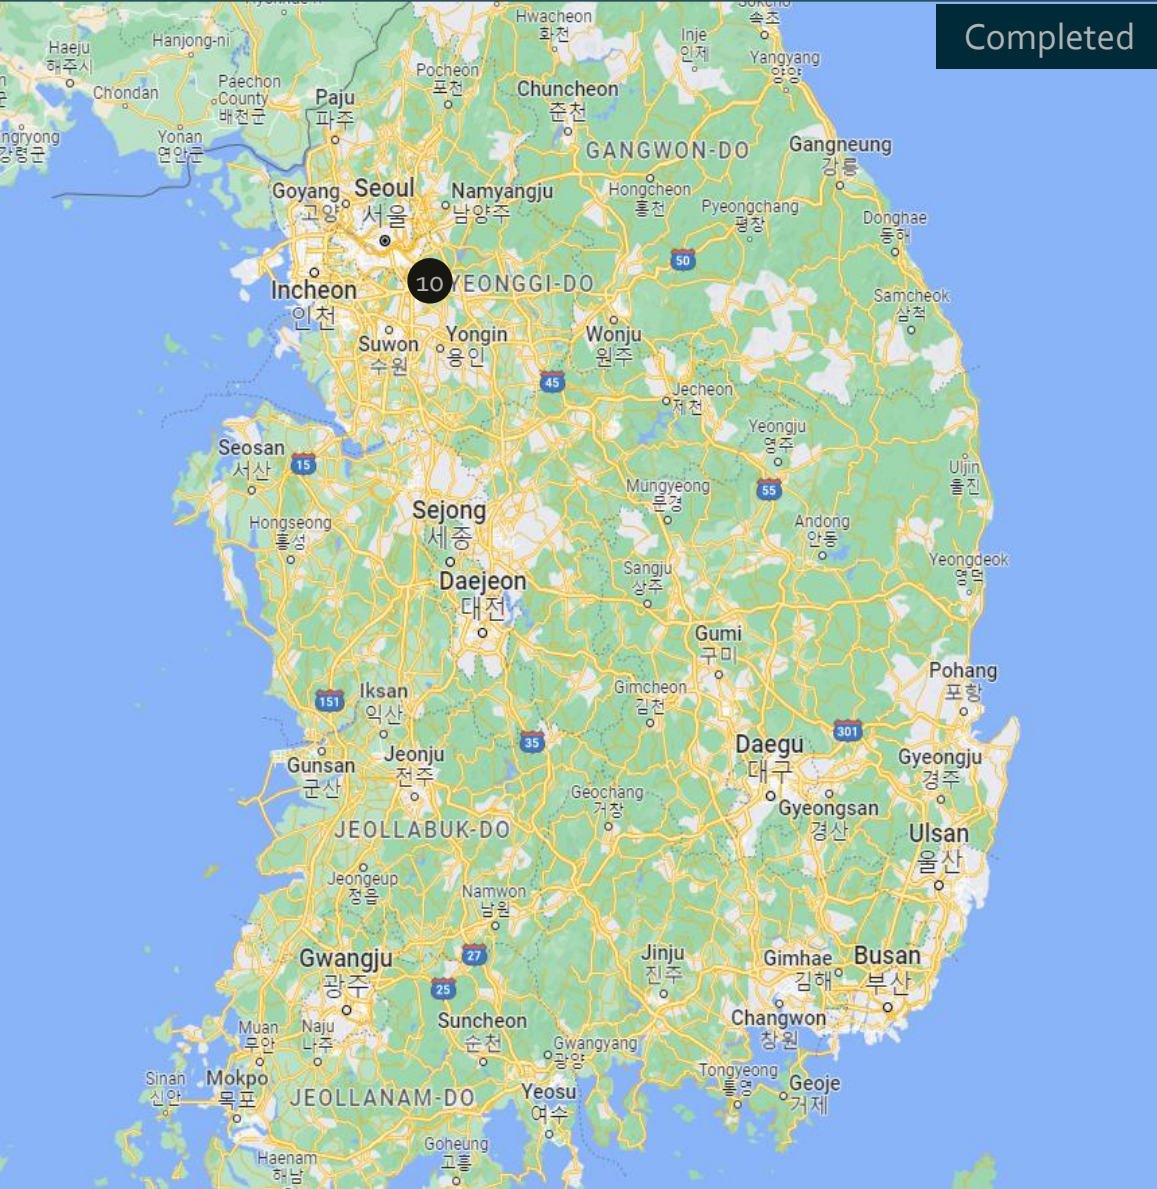 Completed
Hwacheon
화천
속초
Inje
인제
Haeju
해주시
Hanjong-ni
Yangyang
양양
Pocheon
포천
Chuncheon
춘천
Chondan
Paechon
County
배천군
Paju
파주
ngryong
강령군
Yonan
연안군
GANGWON-DO
Gangneung
강릉
Goyang
고양
Seoul
서울
Namyangju
남양주
Hongcheon
홍천
Pyeongchang
평창
Donghae
동해
50
10
YEONGGI-DO
Incheon
인천
Samcheok
삼척
Suwon
수원
Yongin
용인
Wonju
원주
45
Jecheon
제천
Yeongju
영주
Seosan
서산
15
Uljin
울진
Mungyeong
문경
55
Sejong
세종
Hongseong
홍성
Andong
안동
Yeongdeok
영덕
Sangju
상주
Daejeon
대전
Gumi
구미
Pohang
포항
Iksan
익산
151
Gimcheon
김천
35
301
Gunsan
군산
Jeonju
전주
Daegu
대구
Gyeongju
경주
Geochang
거창
Gyeongsan
경산
JEOLLABUK-DO
Ulsan
울산
Jeongeup
정읍
Namwon
남원
Gwangju
광주
27
25
Jinju
진주
Gimhae
김해
Busan
부산
Changwon
창원
Suncheon
순천
Muan
무안
Naju
나주
Gwangyang
광양
Sinan
신안
Mokpo
목포
JEOLLANAM-DO
Yeosu
여수
Tongyeong
통영
Geoje
거제
Haenam
해남
Goheung
고흥